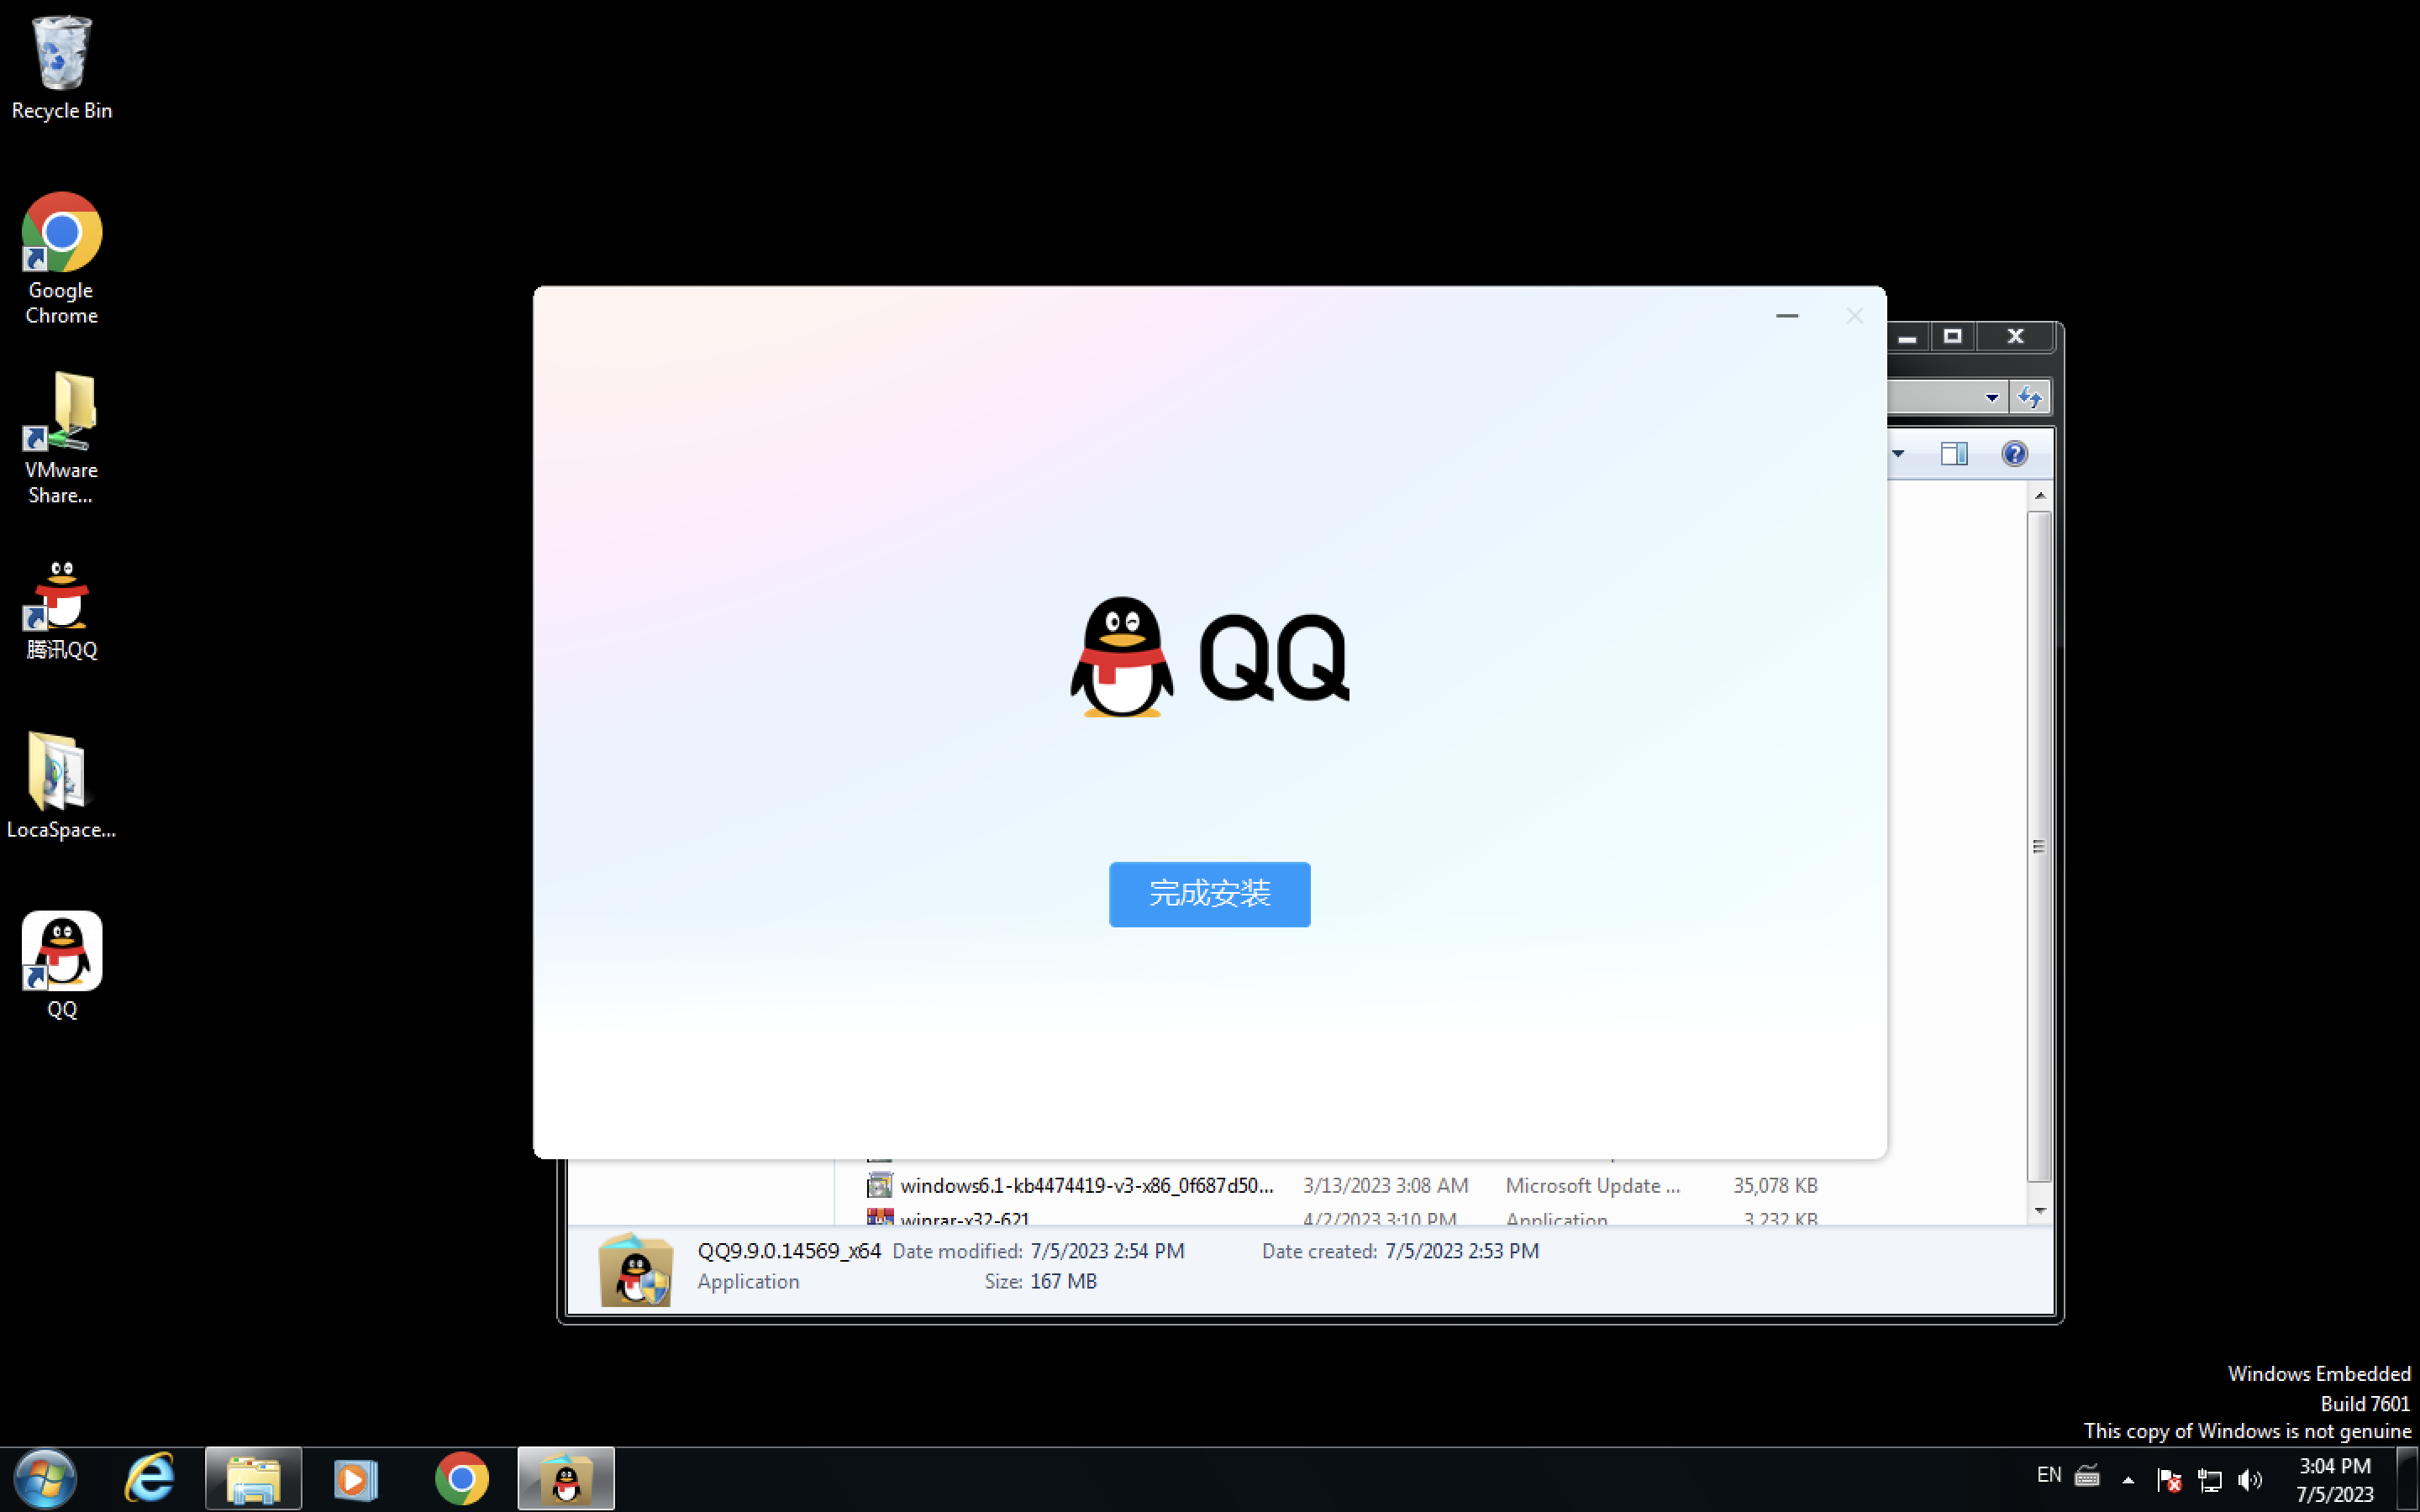 Recycle Bin
Google
Chrome
VMware
Share...
腾讯QQ
LocaSpace...
QQ
QQ
完成安装
windows6.1-kb4474419-v3-x86_0f687d50... 3/13/2023 3:08 AM Microsoft Update ... 35,078 KB
winrar-x32-621 4/2/2023 3:10 PM Application 3,232 KB
QQ9.9.0.14569_x64 Date modified: 7/5/2023 2:54 PM Date created: 7/5/2023 2:53 PM
Application Size: 167 MB
Windows Embedded
Build 7601
This copy of Windows is not genuine
EN
3:04 PM
7/5/2023